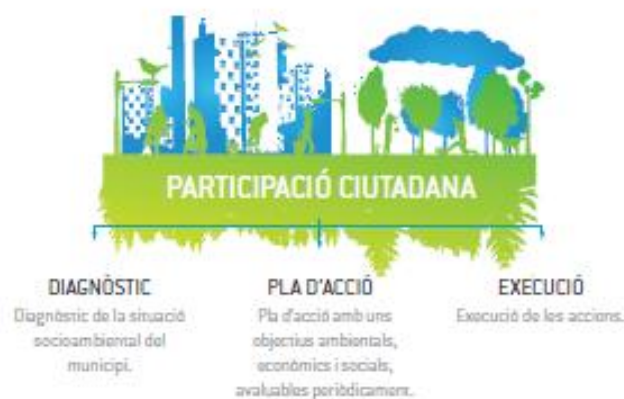 PARTICIPACIÓ CIUTADANA
DIAGNÒSTIC
Diagnòstic de la situació
socioambiental del
municipi.
PLA D'ACCIÓ
Pla d'acció amb uns
objectius ambientals,
econòmics i socials,
avaluables periòdicament.
EXECUCIÓ
Execució de les accions.